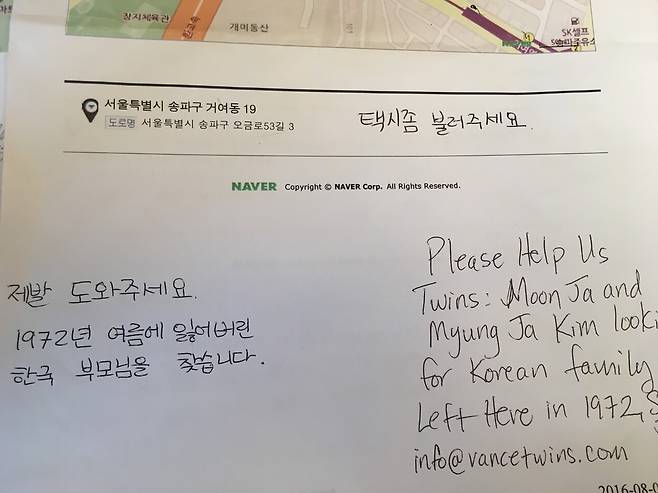 장지체육관
개미동산
SK셀프
NAVER
서울특별시 송파구 거여동 19
도로명 서울특별시 송파구 오금로53길 3
택시좀 불러주세요.
NAVER Copyright © NAVER Corp. All Rights Reserved.
제발 도와주세요.
1972년 여름에 잃어버린
한국 부모님을 찾습니다.
Please Help Us
Twins: Moon Ja and
Myung Ja Kim looki
for Korean family
Left Here in 1972, S
info@vancetwins.com
2016-08-0